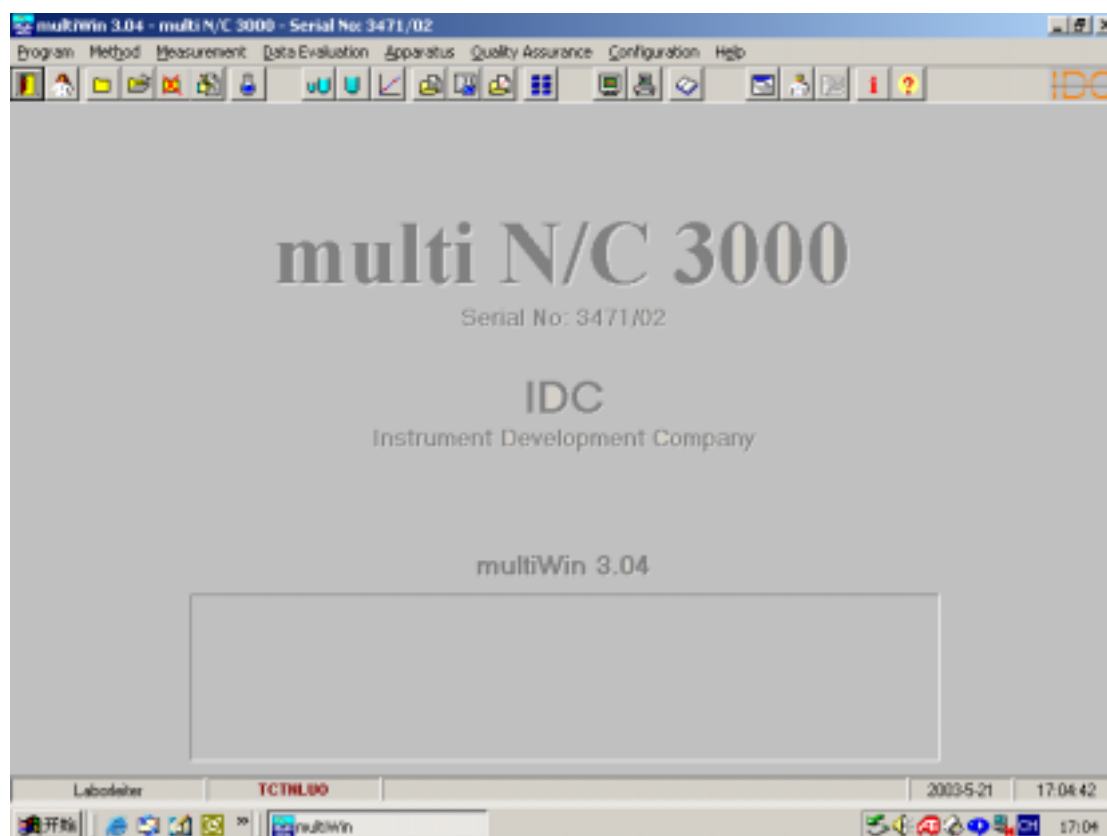 multiWin 3.04 - multi N/C 3000 - Serial No: 3471/02
Program Method Measurement Data Evaluation Apparatus Quality Assurance Configuration Help
IDC
multi N/C 3000
Serial No: 3471/02
IDC
Instrument Development Company
multiWin 3.04
Laborleiter TCTNLUO 2003-5-21 17:04:42
开始 multiWin CH 17:04